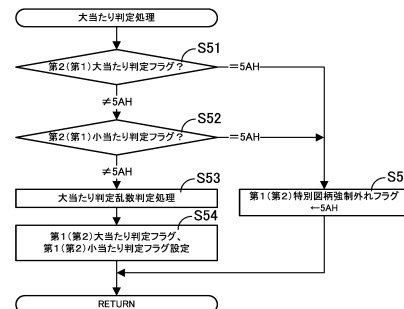 大当たり判定処理
S51
第2(第1)大当たり判定フラグ?
=5AH
≠5AH
S52
第2(第1)小当たり判定フラグ?
=5AH
≠5AH
S53
大当たり判定乱数判定処理
S5
第1(第2)特別図柄強制外れフラグ
←5AH
S54
第1(第2)大当たり判定フラグ、
第1(第2)小当たり判定フラグ設定
RETURN